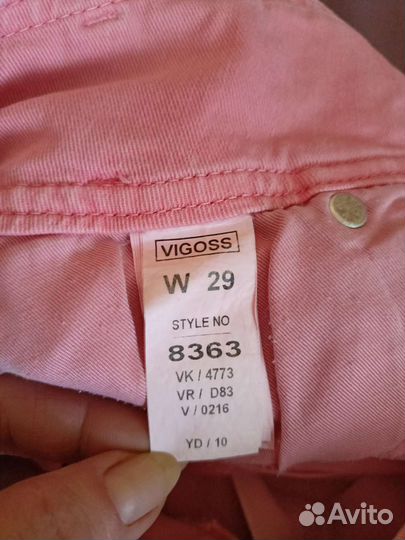 VIGOSS
W 29
STYLE NO
8363
VK / 4773
VR / D83
V / 0216
YD / 10
Avito